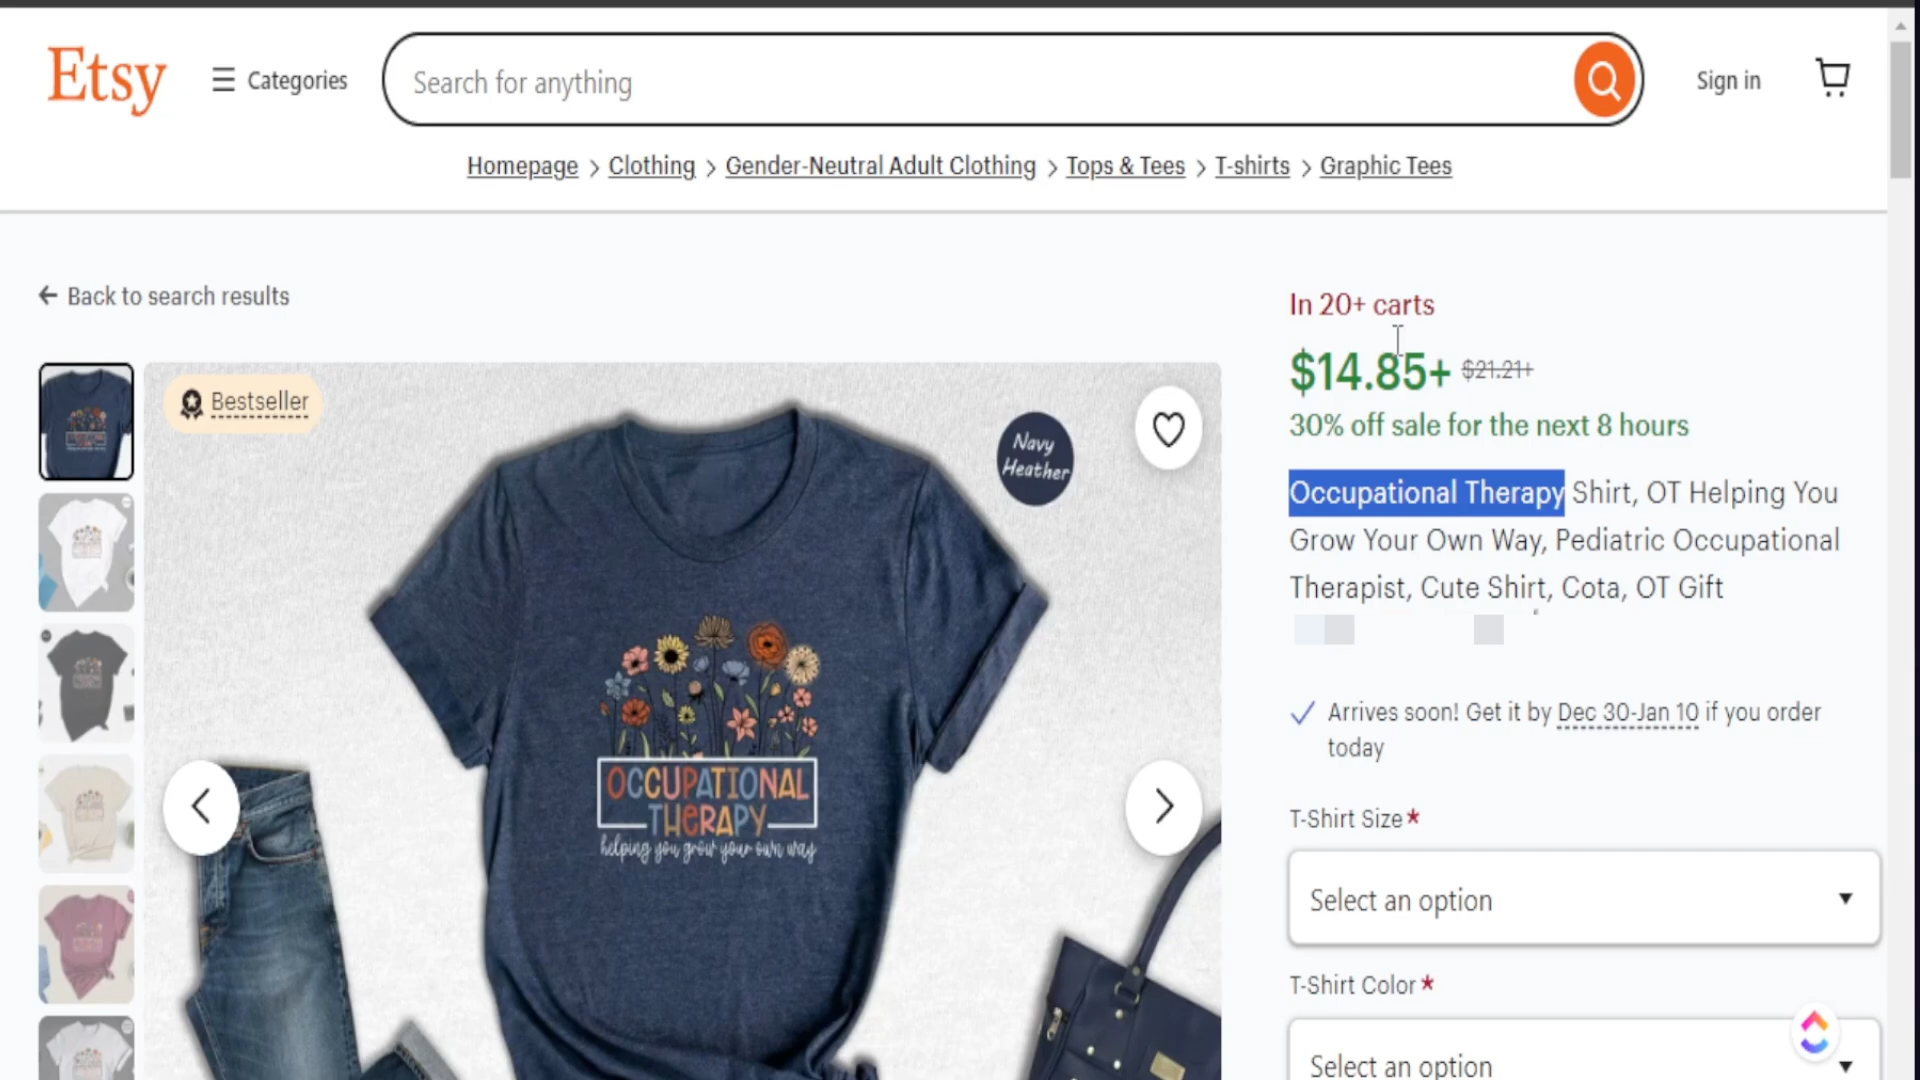 Etsy
Categories
Search for anything
Sign in
Homepage > Clothing > Gender-Neutral Adult Clothing > Tops & Tees > T-shirts > Graphic Tees
Back to search results
In 20+ carts
$14.85+ $21.21+
30% off sale for the next 8 hours
Bestseller
Navy
Heather
Occupational Therapy Shirt, OT Helping You
Grow Your Own Way, Pediatric Occupational
Therapist, Cute Shirt, Cota, OT Gift
OCCUPATIONAL
THERAPY
helping you grow your own way
Arrives soon! Get it by Dec 30-Jan 10 if you order
today
T-Shirt Size*
Select an option
T-Shirt Color*
Select an option